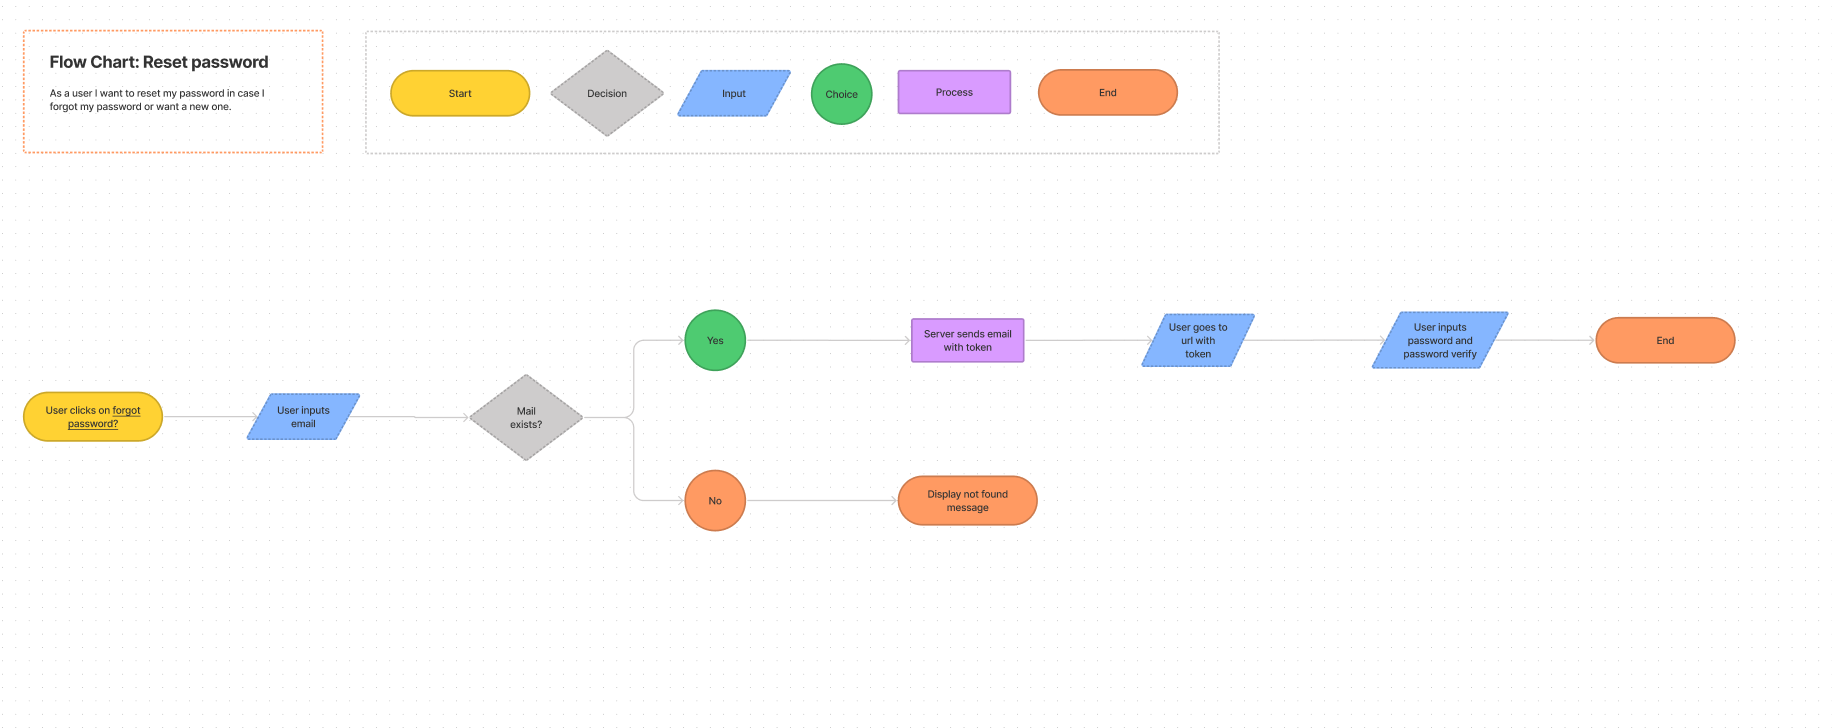 Flow Chart: Reset password
As a user I want to reset my password in case I
forgot my password or want a new one.
Start
Decision
Input
Choice
Process
End
User clicks on forgot
password?
User inputs
email
Mail
exists?
Yes
Server sends email
with token
User goes to
url with
token
User inputs
password and
password verify
End
No
Display not found
message